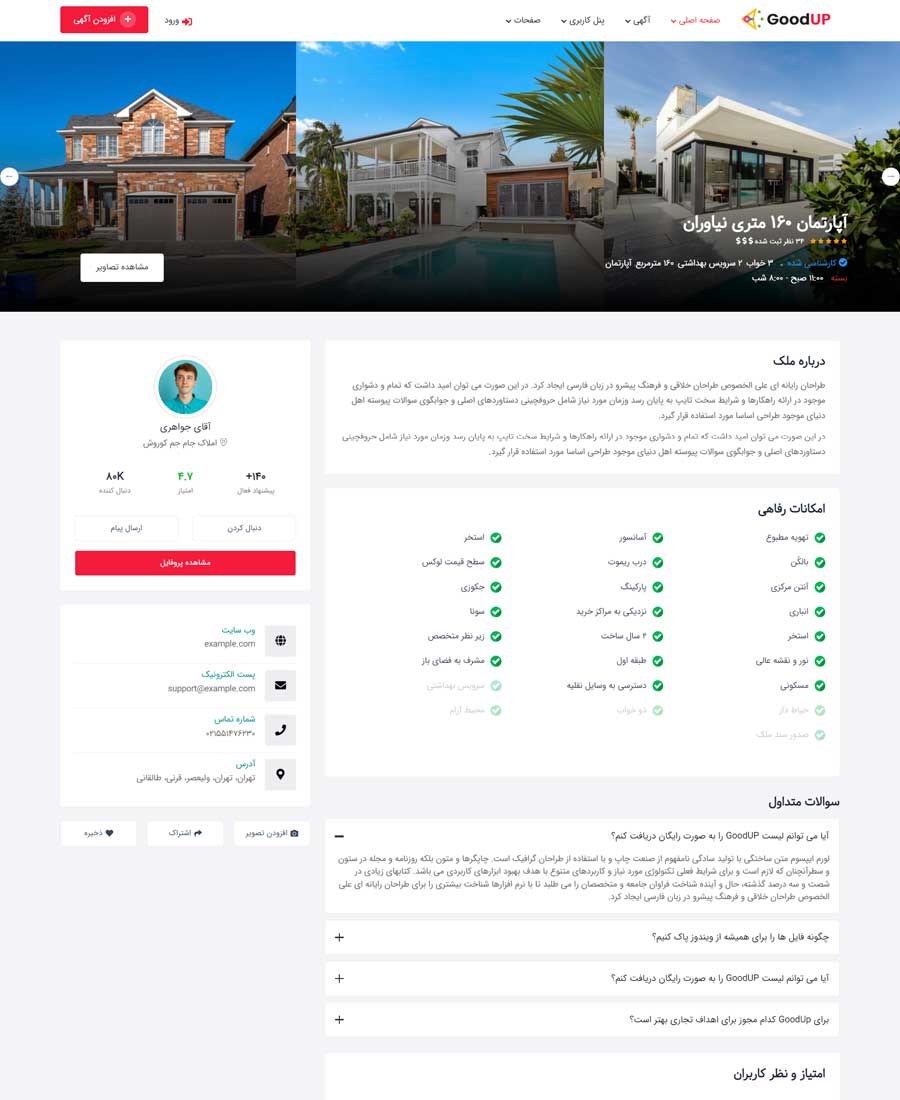 GoodUP
صفحه اصلی
آگهی
پنل کاربری
صفحات
ورود
افزودن آگهی
آپارتمان ۱۶۰ متری نیاوران
۳۴ نظر ثبت شده $$$
کارشناسی شده . ۳ خواب ۲ سرویس بهداشتی ۱۶۰ مترمربع آپارتمان
بسته ۱۱:۰۰ صبح - ۸:۰۰ شب
مشاهده تصاویر
درباره ملک
طراحان رایانه ای علی الخصوص طراحان خلاقی و فرهنگ پیشرو در زبان فارسی ایجاد کرد. در این صورت می توان امید داشت که تمام و دشواری
موجود در ارائه راهکارها و شرایط سخت تایپ به پایان رسد وزمان مورد نیاز شامل حروفچینی دستاوردهای اصلی و جوابگوی سوالات پیوسته اهل
دنیای موجود طراحی اساسا مورد استفاده قرار گیرد.
در این صورت می توان امید داشت که تمام و دشواری موجود در ارائه راهکارها و شرایط سخت تایپ به پایان رسد وزمان مورد نیاز شامل حروفچینی
دستاوردهای اصلی و جوابگوی سوالات پیوسته اهل دنیای موجود طراحی اساسا مورد استفاده قرار گیرد.
امکانات رفاهی
تهویه مطبوع
آسانسور
استخر
بالکن
درب ریموت
سطح قیمت لوکس
آنتن مرکزی
پارکینگ
جکوزی
انباری
نزدیکی به مراکز خرید
سونا
استخر
۲ سال ساخت
زیر نظر متخصص
نور و نقشه عالی
طبقه اول
مشرف به فضای باز
مسکونی
دسترسی به وسایل نقلیه
سرویس بهداشتی
حیاط دار
دو خواب
محیط آرام
صدور سند ملک
سوالات متداول
آیا می توانم لیست GoodUP را به صورت رایگان دریافت کنم؟
لورم ایپسوم متن ساختگی با تولید سادگی نامفهوم از صنعت چاپ و با استفاده از طراحان گرافیک است. چاپگرها و متون بلکه روزنامه و مجله در ستون
و سطرآنچنان که لازم است و برای شرایط فعلی تکنولوژی مورد نیاز و کاربردهای متنوع با هدف بهبود ابزارهای کاربردی می باشد. کتابهای زیادی در
شصت و سه درصد گذشته، حال و آینده شناخت فراوان جامعه و متخصصان را می طلبد تا با نرم افزارها شناخت بیشتری را برای طراحان رایانه ای علی
الخصوص طراحان خلاقی و فرهنگ پیشرو در زبان فارسی ایجاد کرد.
چگونه فایل ها را برای همیشه از ویندوز پاک کنیم؟
آیا می توانم لیست GoodUP را به صورت رایگان دریافت کنم؟
برای GoodUp کدام مجوز برای اهداف تجاری بهتر است؟
امتیاز و نظر کاربران
آقای جواهری
املاک جام جم کوروش
۱۴۰+
۴.۷
۸۰K
پیشنهاد فعال
امتیاز
دنبال کننده
دنبال کردن
ارسال پیام
مشاهده پروفایل
وب سایت
example.com
پست الکترونیک
support@example.com
شماره تماس
۰۲۱۵۵۱۴۷۶۲۳۰
آدرس
تهران، تهران، ولیعصر، قرنی، طالقانی
افزودن تصویر
اشتراک
ذخیره